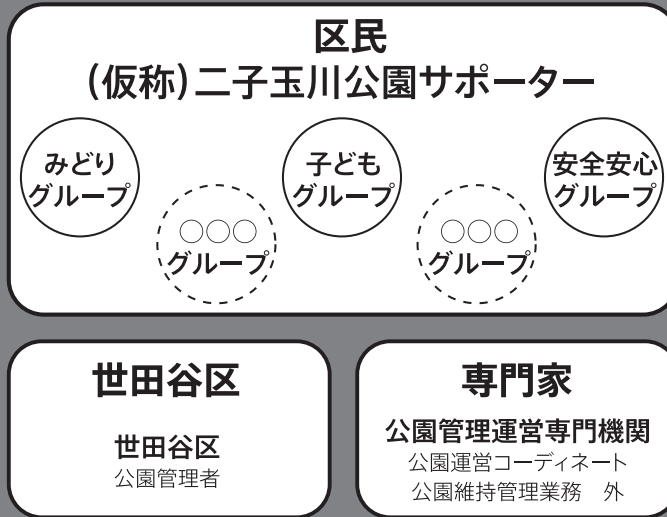 区民
(仮称)二子玉川公園サポーター
みどり
グループ
子ども
グループ
安全安心
グループ
○○○
グループ
○○○
グループ
世田谷区
世田谷区
公園管理者
専門家
公園管理運営専門機関
公園運営コーディネート
公園維持管理業務　外